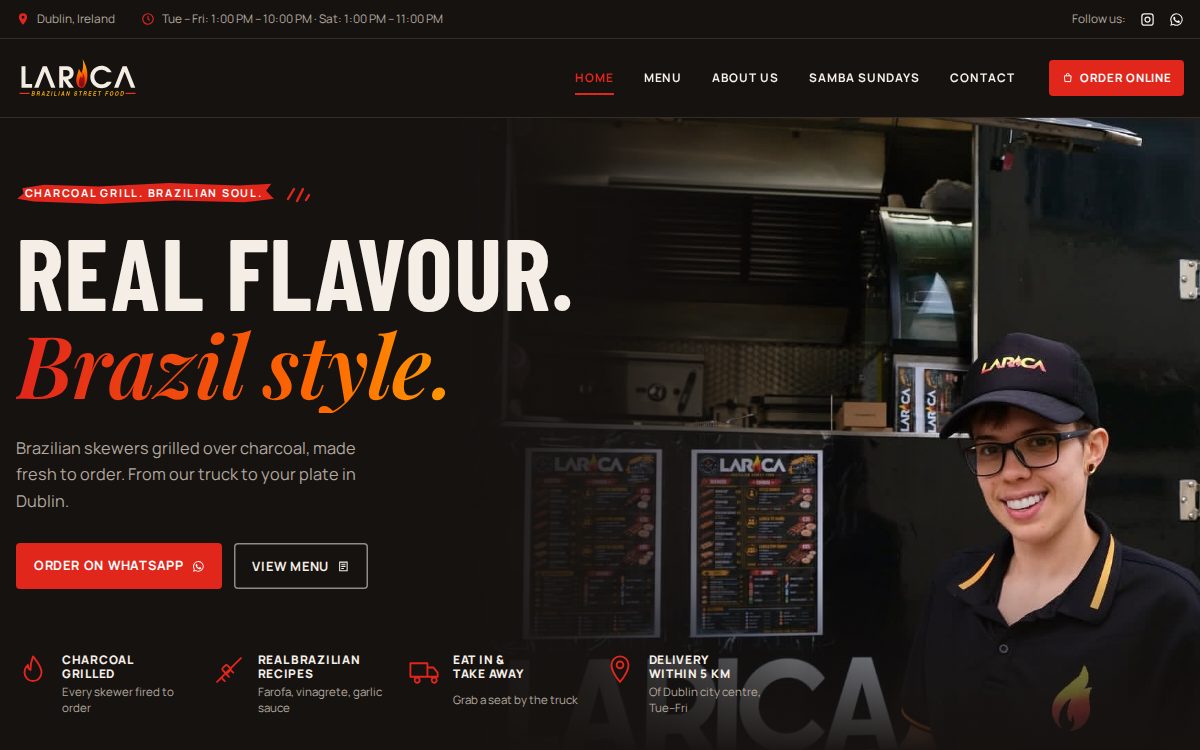 Dublin, Ireland
Tue – Fri: 1:00 PM – 10:00 PM · Sat: 1:00 PM – 11:00 PM
Follow us:
LARICA
BRAZILIAN STREET FOOD
HOME
MENU
ABOUT US
SAMBA SUNDAYS
CONTACT
ORDER ONLINE
CHARCOAL GRILL. BRAZILIAN SOUL.
REAL FLAVOUR.
Brazil style.
LARICA
Brazilian skewers grilled over charcoal, made
fresh to order. From our truck to your plate in
Dublin.
LARICA
LARICA
ORDER ON WHATSAPP
VIEW MENU
CHARCOAL
GRILLED
Every skewer fired to
order
REAL BRAZILIAN
RECIPES
Farofa, vinagrete, garlic
sauce
EAT IN &
TAKE AWAY
Grab a seat by the truck
DELIVERY
WITHIN 5 KM
Of Dublin city centre,
Tue–Fri
LARICA